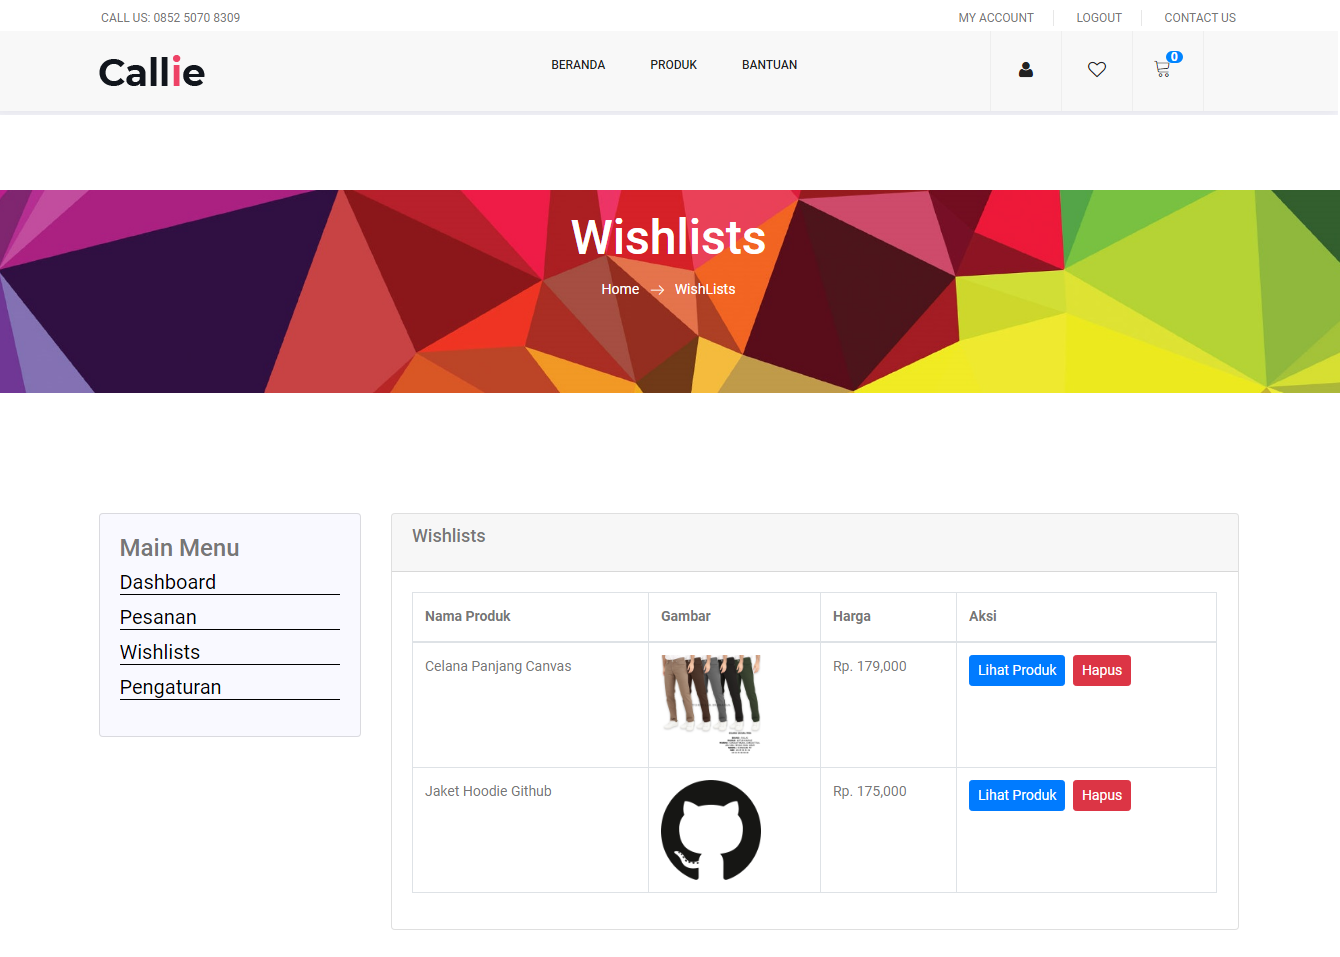 CALL US: 0852 5070 8309
MY ACCOUNT
LOGOUT
CONTACT US
Callie
BERANDA
PRODUK
BANTUAN
0
Wishlists
Home → WishLists
Main Menu
Dashboard
Pesanan
Wishlists
Pengaturan
Wishlists
Nama Produk
Gambar
Harga
Aksi
Celana Panjang Canvas
Rp. 179,000
Lihat Produk
Hapus
Jaket Hoodie Github
Rp. 175,000
Lihat Produk
Hapus